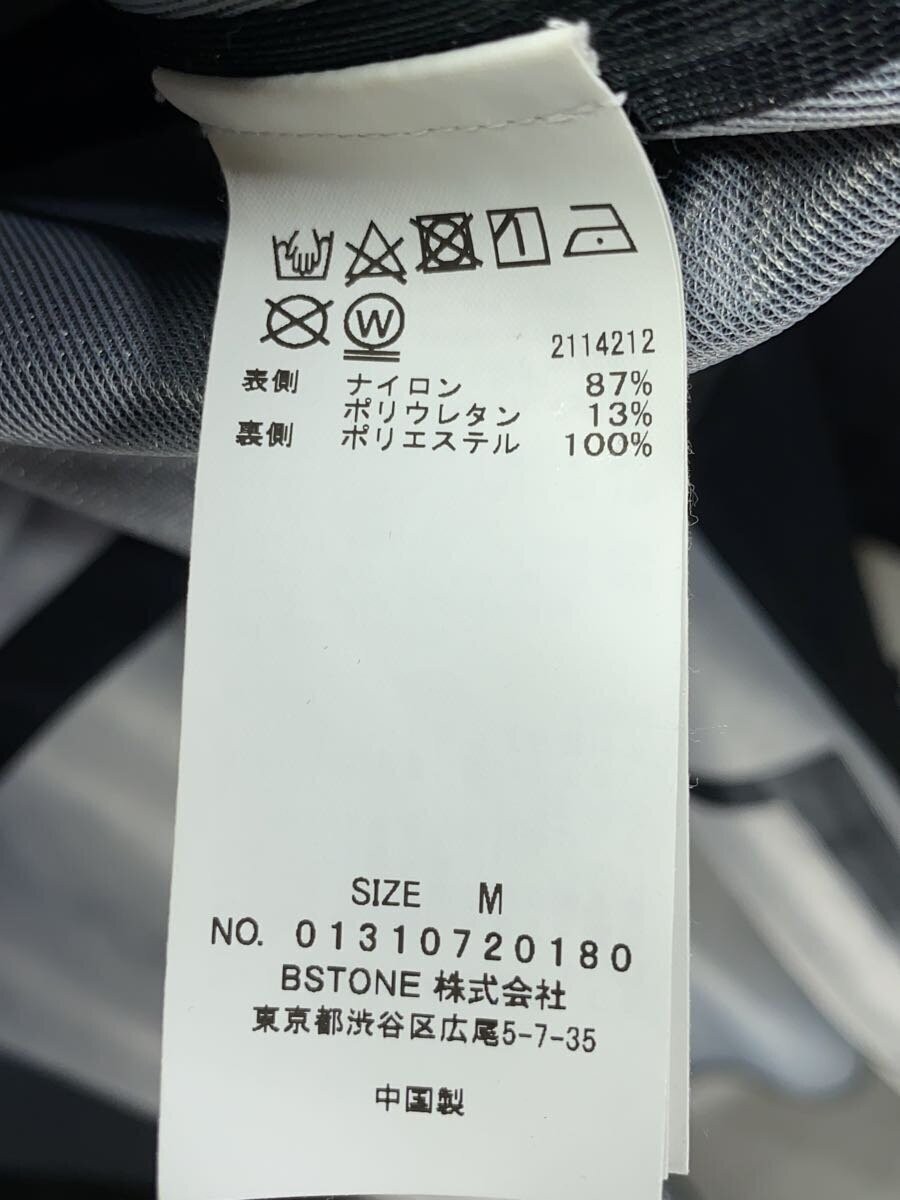 W
2114212
表側 ナイロン 87%
ポリウレタン 13%
裏側 ポリエステル 100%
SIZE M
NO. 01310720180
BSTONE 株式会社
東京都渋谷区広尾5-7-35
中国製